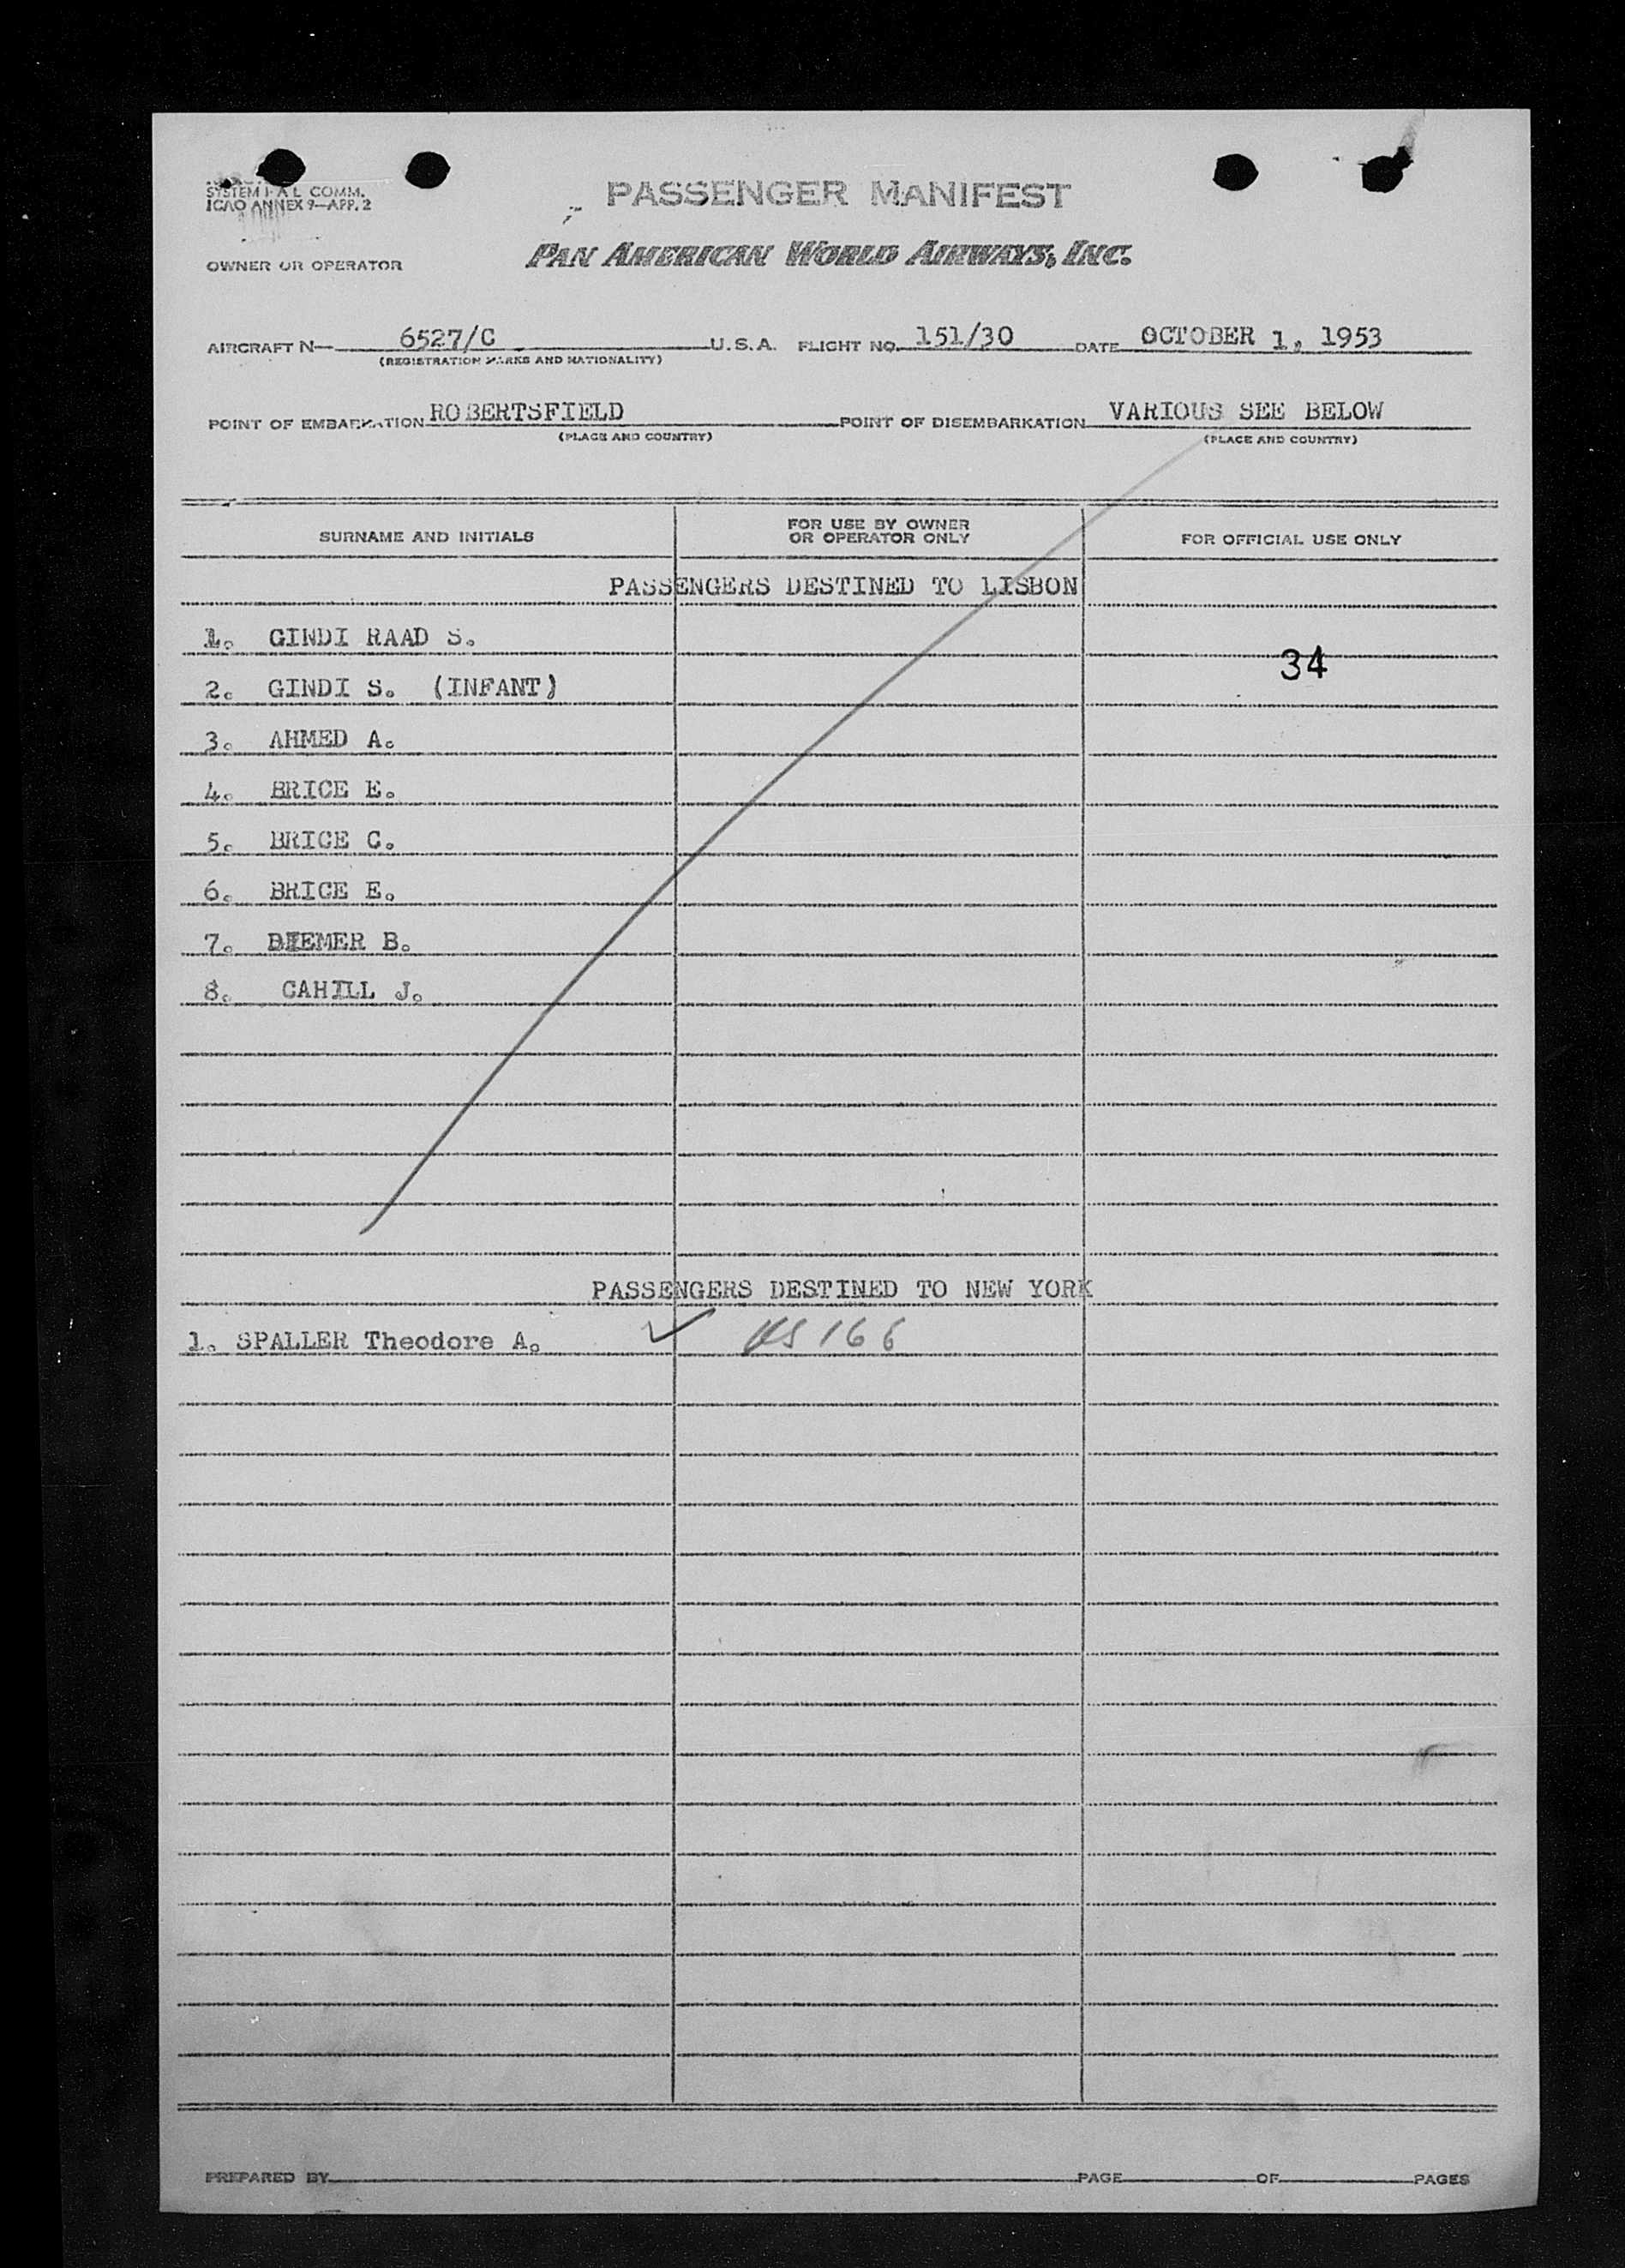 SYSTEM F A L COMM.
ICAO ANNEX 9—APP. 2
PASSENGER MANIFEST
OWNER OR OPERATOR
PAN AMERICAN WORLD AIRWAYS, INC.
AIRCRAFT N— 6527/C U.S.A. FLIGHT NO. 151/30 DATE OCTOBER 1, 1953
(REGISTRATION MARKS AND NATIONALITY)
POINT OF EMBARKATION ROBERTSFIELD POINT OF DISEMBARKATION VARIOUS SEE BELOW
(PLACE AND COUNTRY) (PLACE AND COUNTRY)
SURNAME AND INITIALS FOR USE BY OWNER OR OPERATOR ONLY FOR OFFICIAL USE ONLY
PASSENGERS DESTINED TO LISBON
1. GINDI RAAD S.
34
2. GINDI S. (INFANT)
3. AHMED A.
4. BRICE E.
5. BRICE C.
6. BRICE E.
7. DIEMER B.
8. CAHILL J.
PASSENGERS DESTINED TO NEW YORK
1. SPALLER Theodore A. ✓ US 166
PREPARED BY PAGE OF PAGES